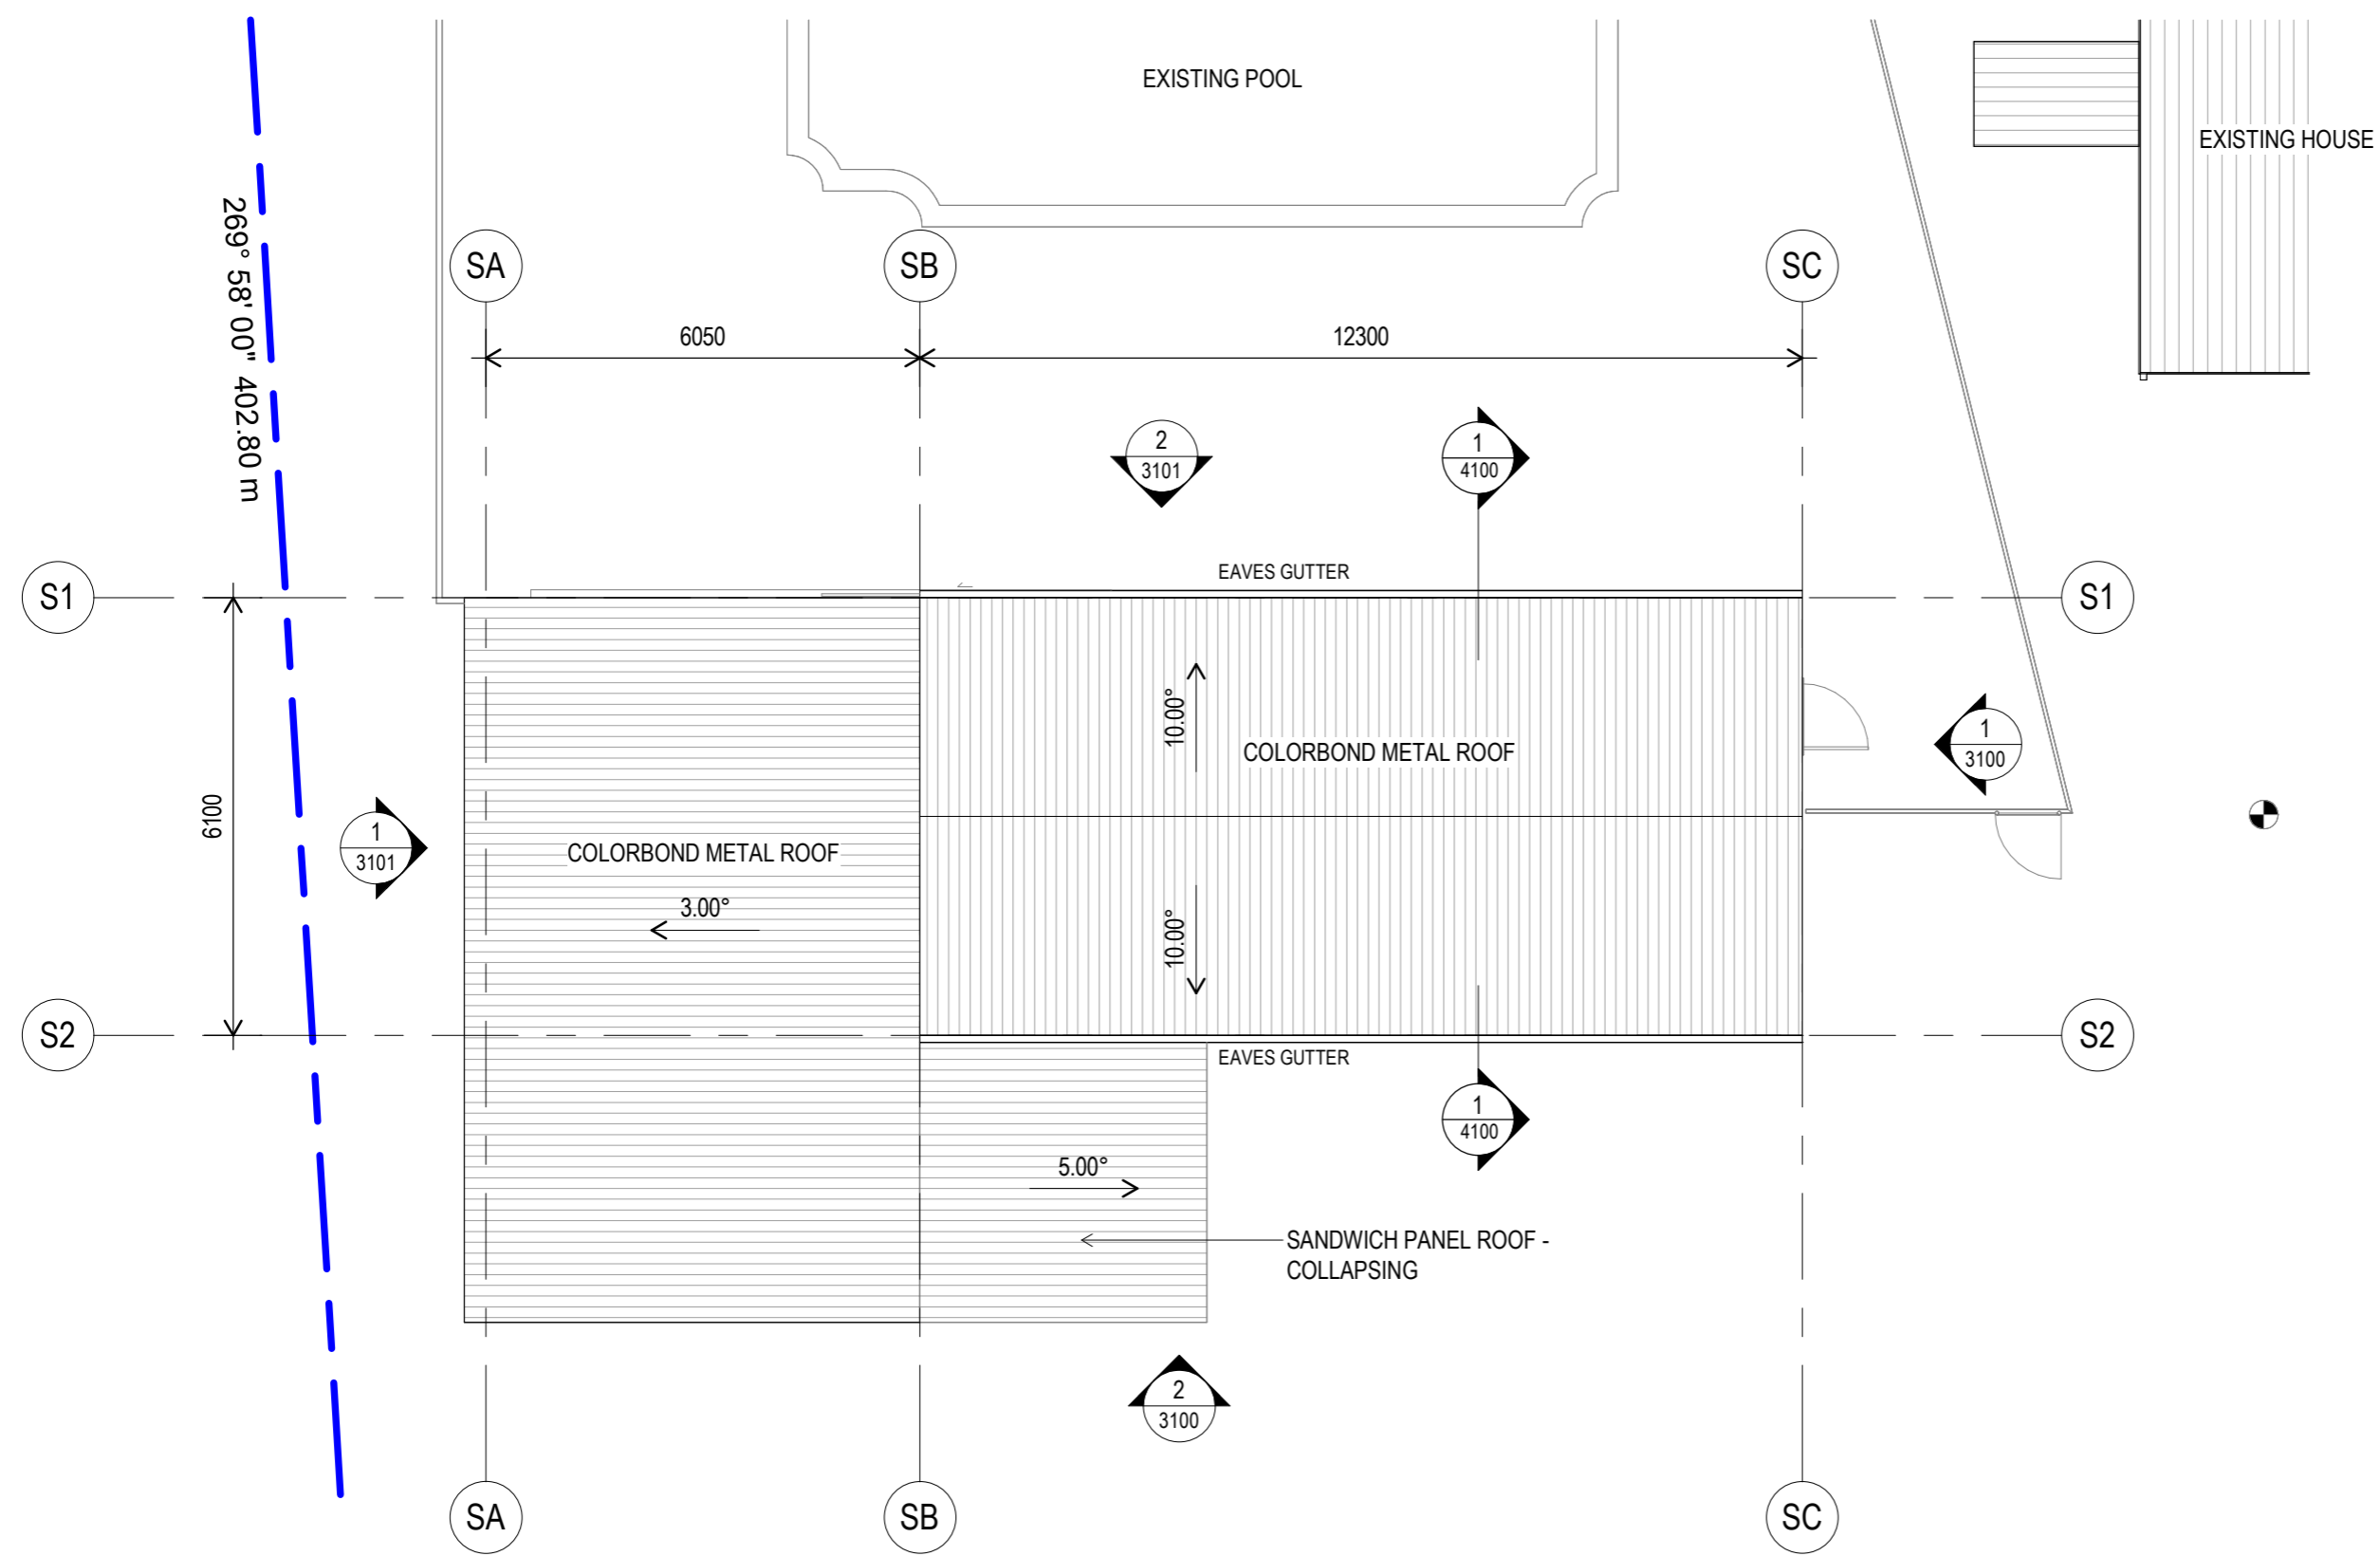 EXISTING POOL
EXISTING HOUSE
269° 58' 00" 402.80 m
SA
SB
SC
6050
12300
2
3101
1
4100
EAVES GUTTER
S1
S1
10.00°
COLORBOND METAL ROOF
1
3100
6100
1
3101
COLORBOND METAL ROOF
3.00°
10.00°
S2
S2
EAVES GUTTER
1
4100
5.00°
SANDWICH PANEL ROOF -
COLLAPSING
2
3100
SA
SB
SC